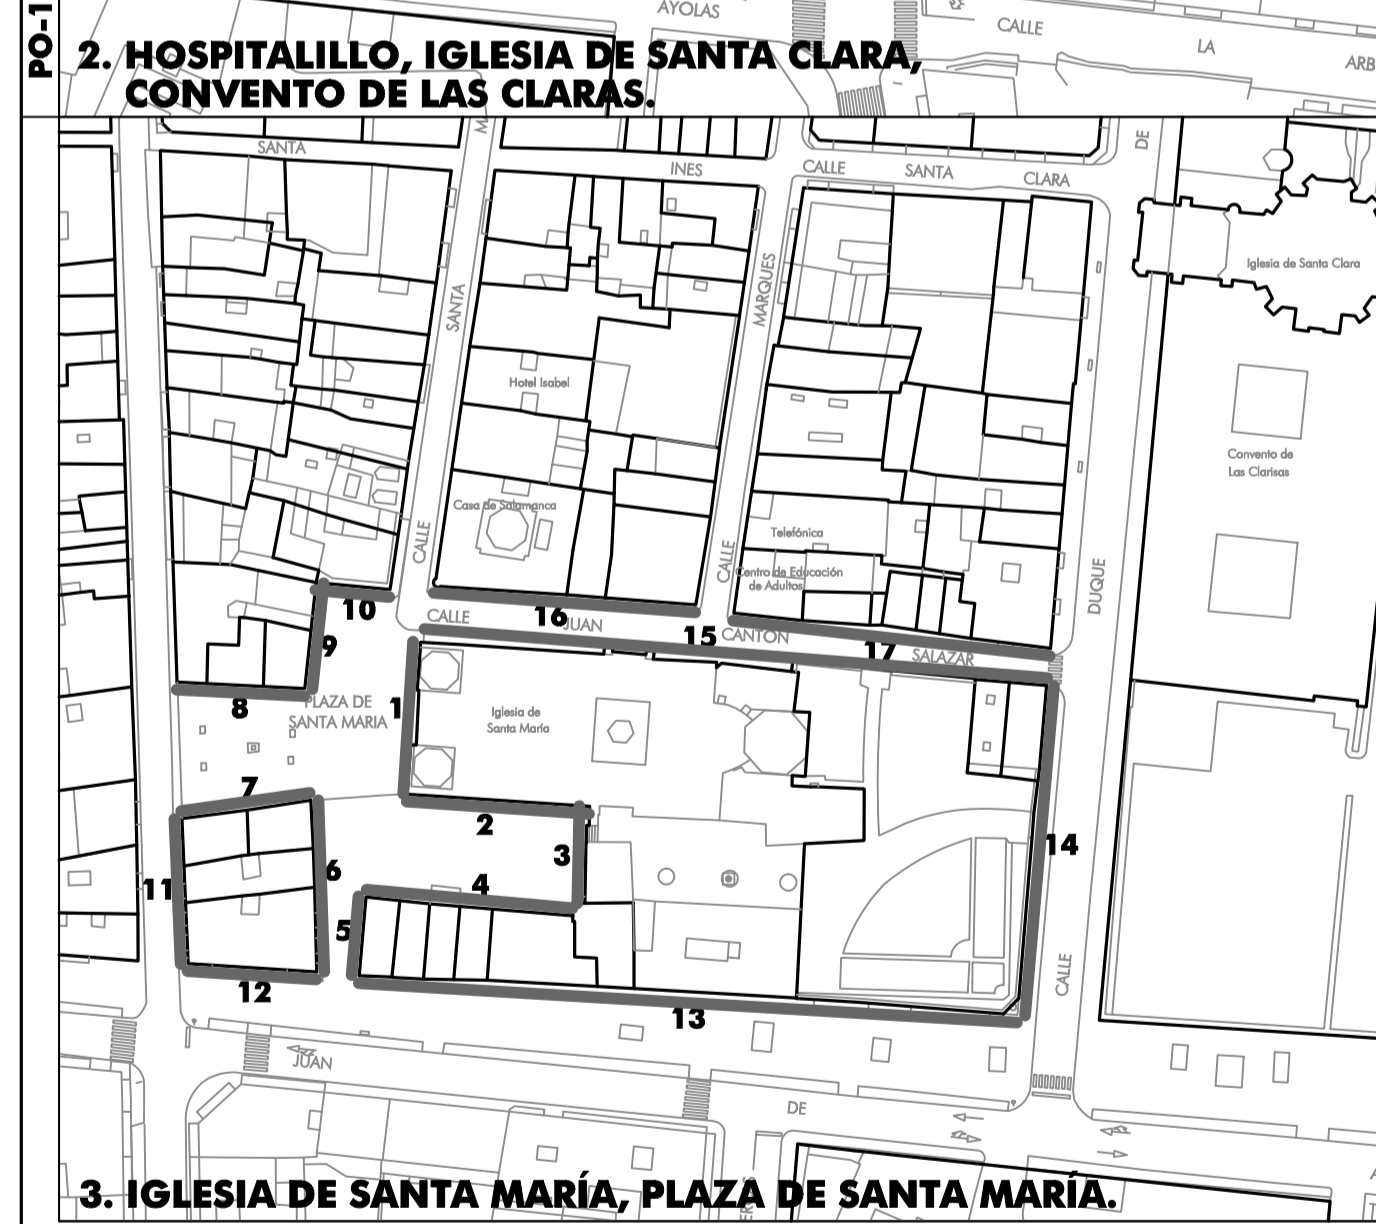 PO-1
AYOLAS
CALLE
LA
ARB
2. HOSPITALILLO, IGLESIA DE SANTA CLARA,
CONVENTO DE LAS CLARAS.
SANTA
INES
CALLE
SANTA
CLARA
DE
Iglesia de Santa Clara
SANTA
MARQUES
Hotel Isabel
Convento de
Las Clarisas
Casa de Salamanca
CALLE
Telefónica
CALLE
Centro de Educación
de Adultos
DUQUE
10
16
CALLE
JUAN
15
CANTON
17
SALAZAR
9
8
PLAZA DE
SANTA MARIA
1
Iglesia de
Santa María
7
2
3
14
6
11
4
5
CALLE
12
13
JUAN
DE
3. IGLESIA DE SANTA MARÍA, PLAZA DE SANTA MARÍA.